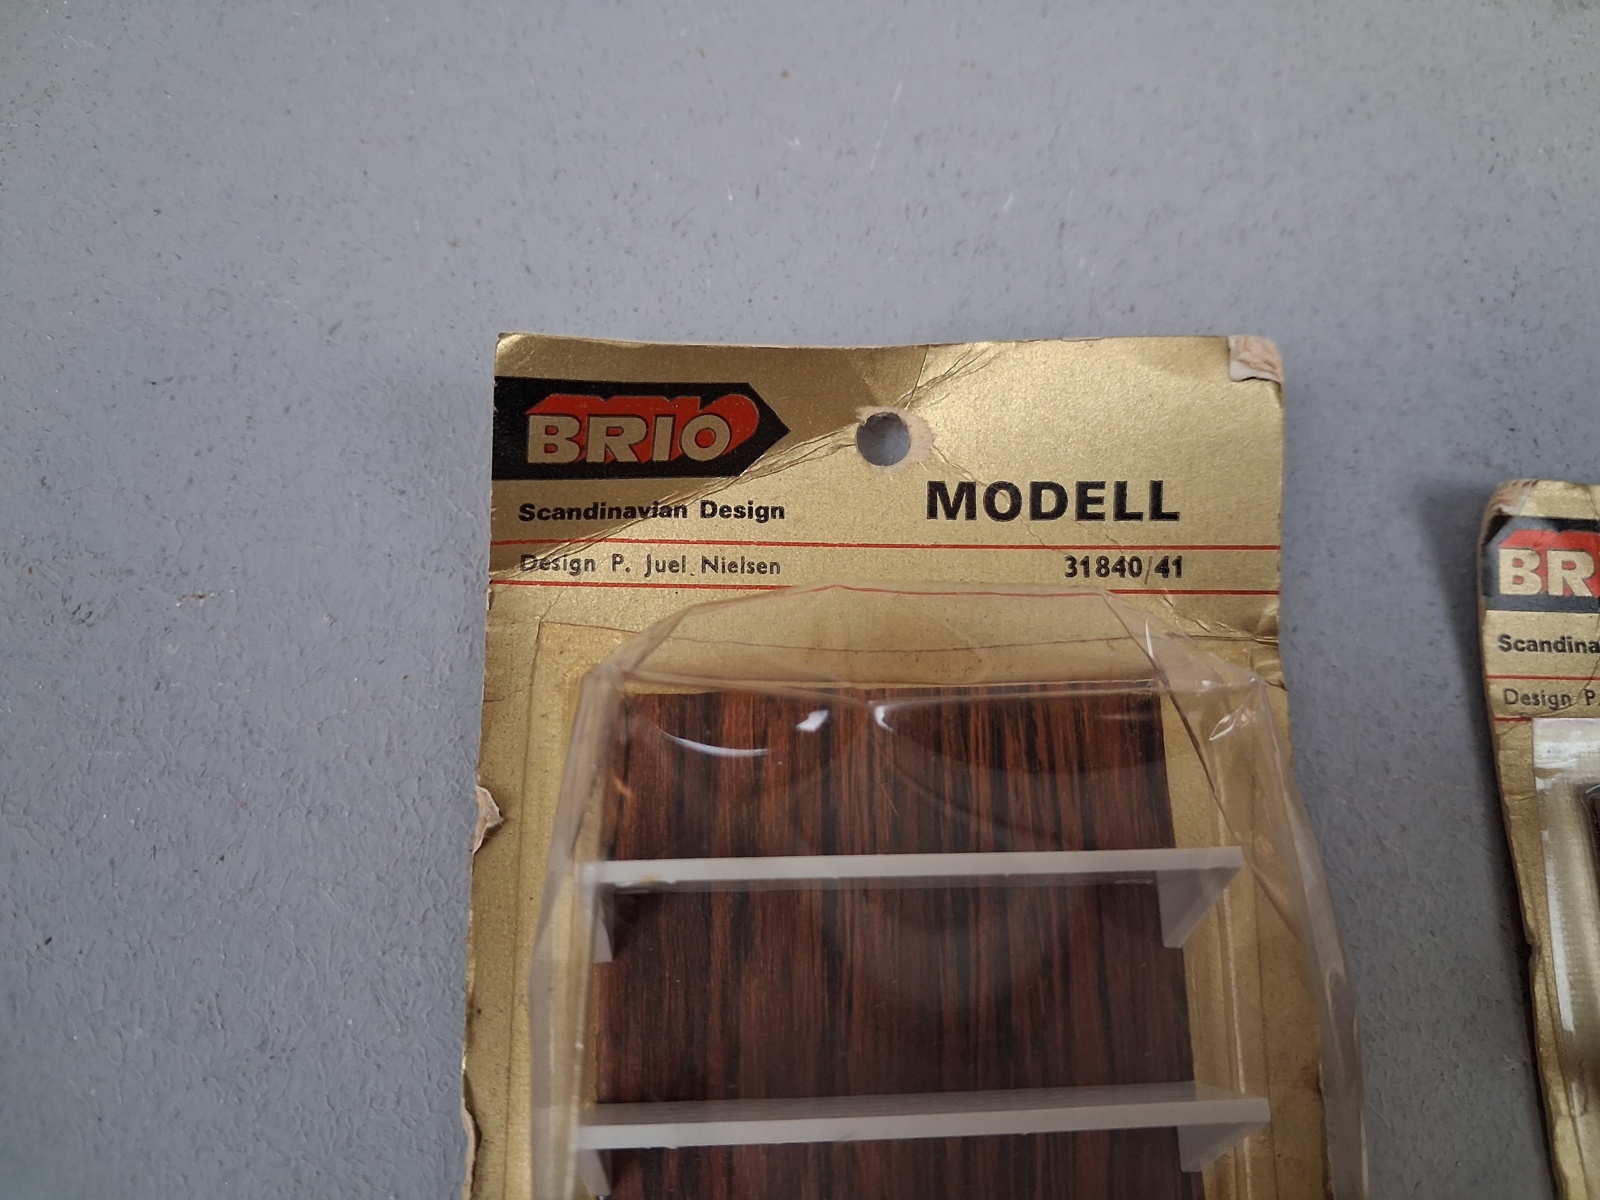 BRIO
Scandinavian Design
MODELL
Design P. Juel Nielsen
31840/41
BR
Scandina
Design P.